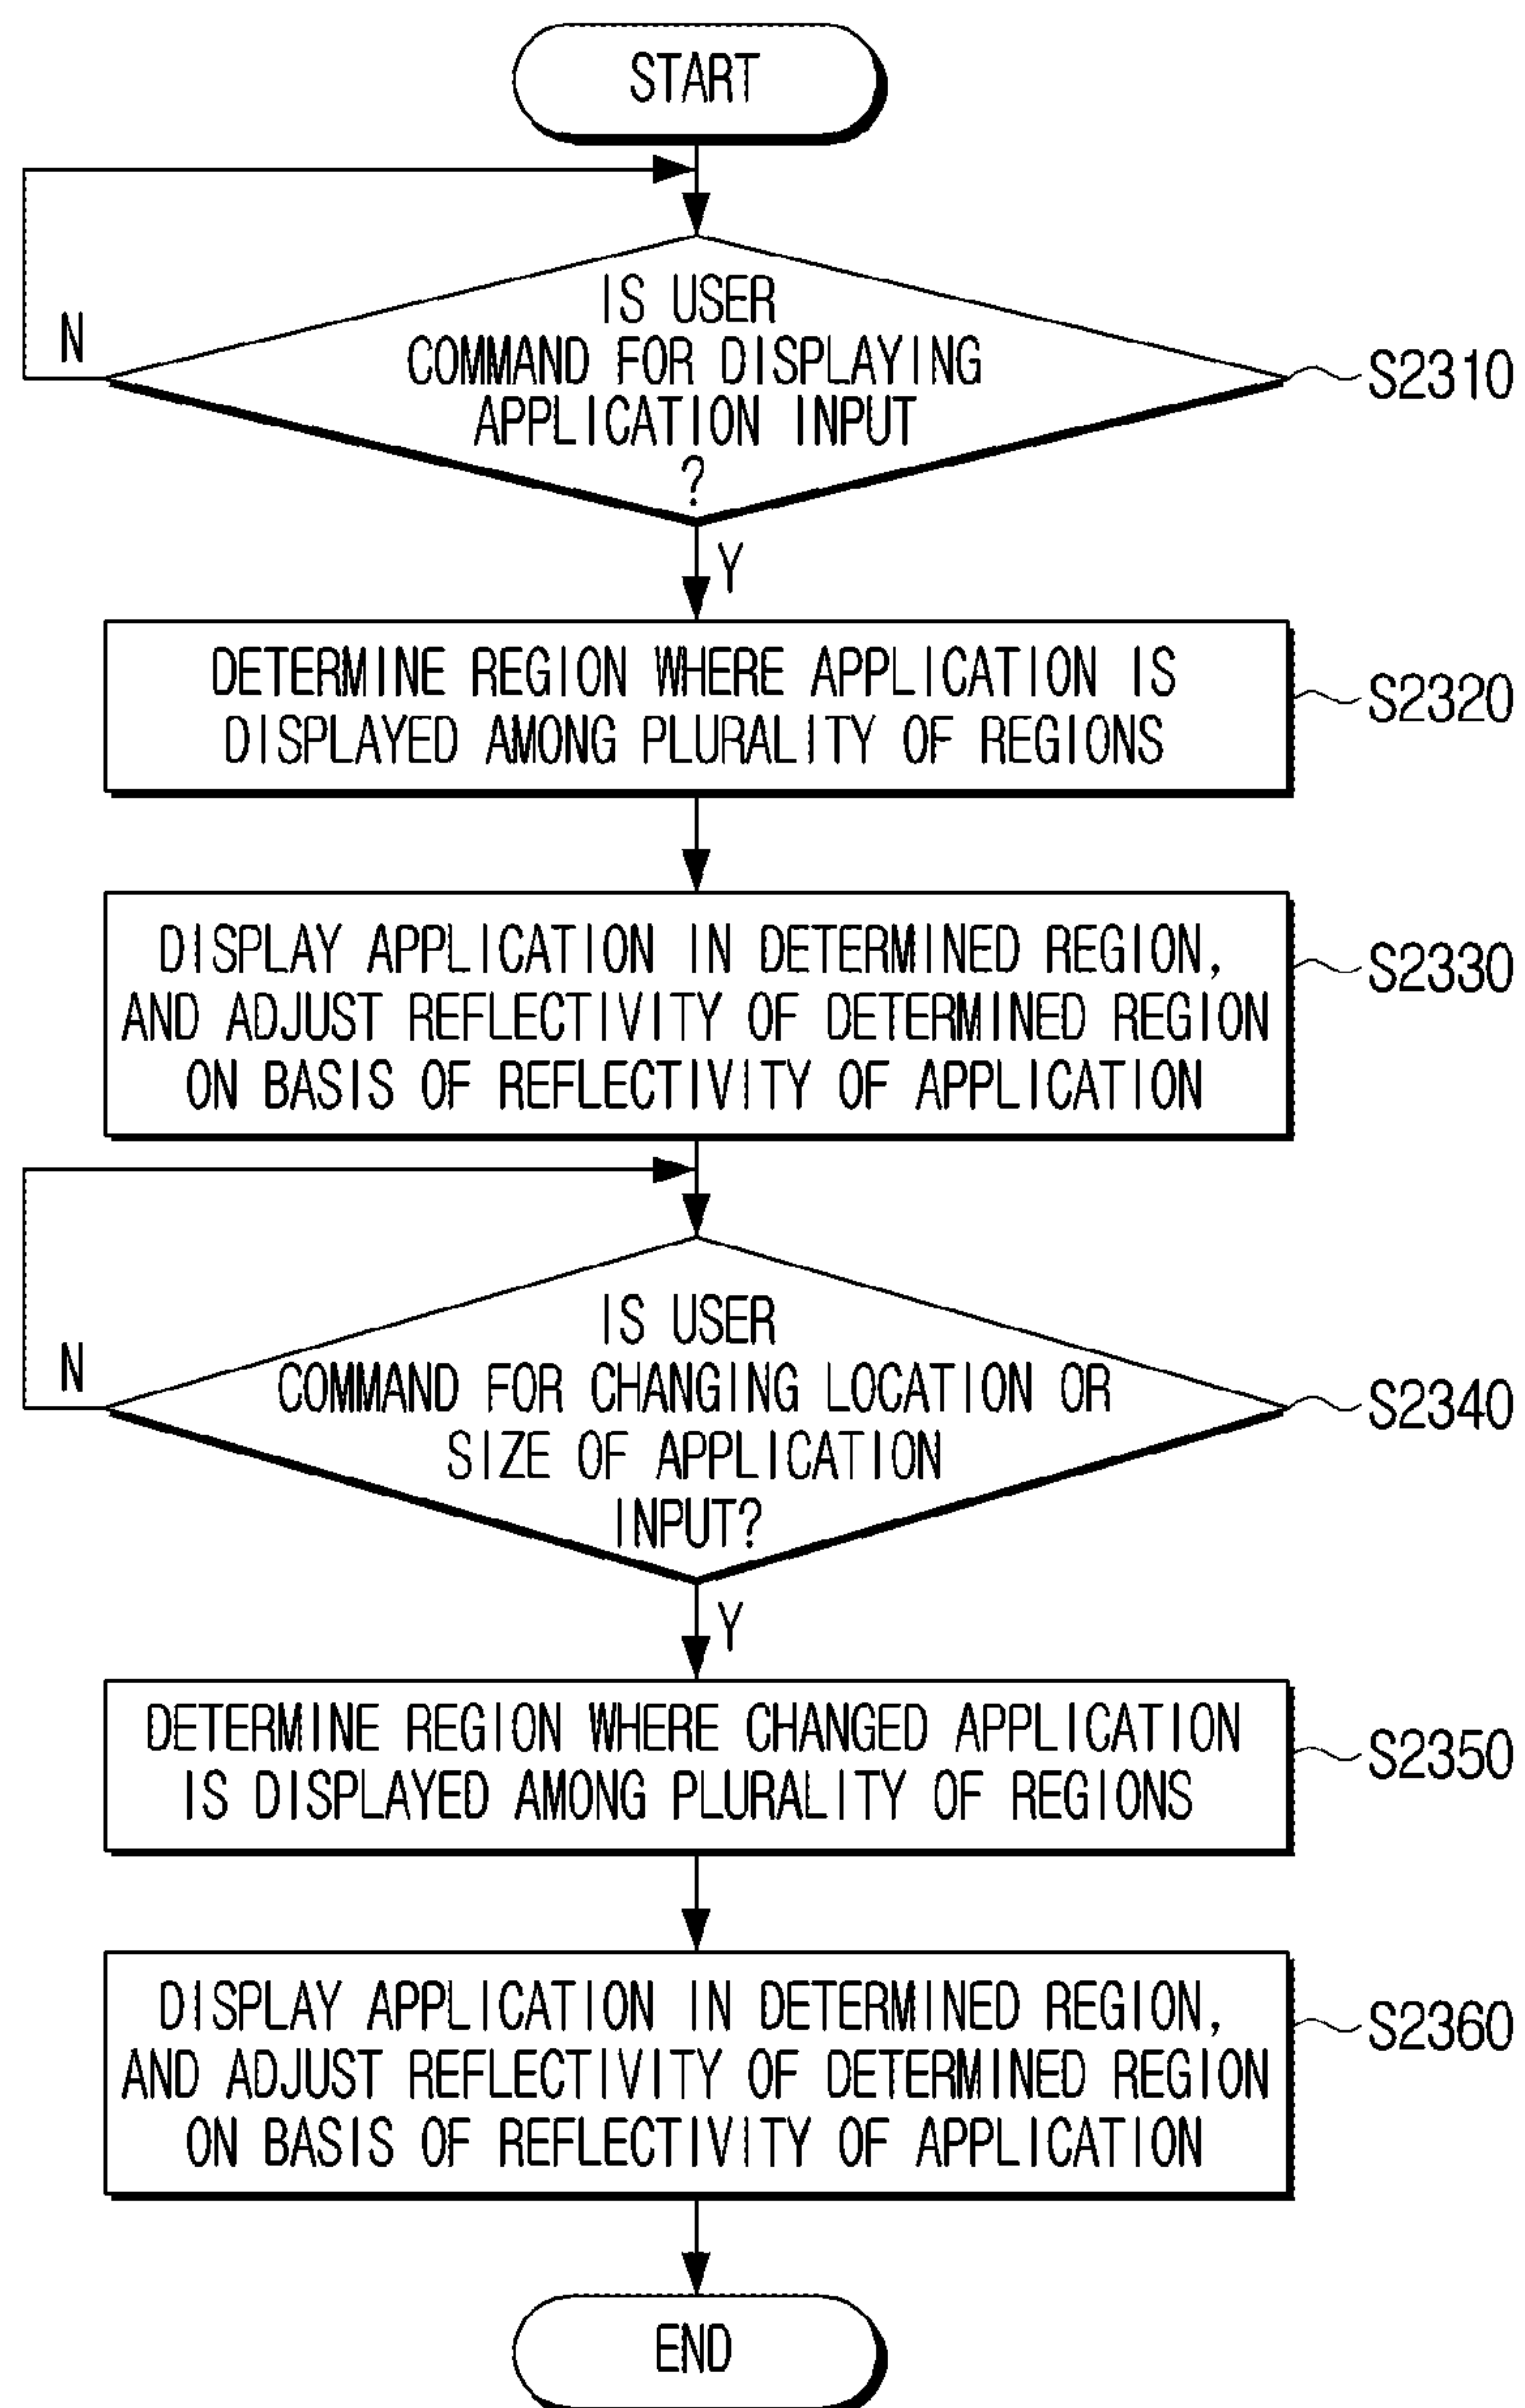 START
IS USER
COMMAND FOR DISPLAYING
APPLICATION INPUT
?
N
S2310
Y
DETERMINE REGION WHERE APPLICATION IS
DISPLAYED AMONG PLURALITY OF REGIONS
S2320
DISPLAY APPLICATION IN DETERMINED REGION,
AND ADJUST REFLECTIVITY OF DETERMINED REGION
ON BASIS OF REFLECTIVITY OF APPLICATION
S2330
IS USER
COMMAND FOR CHANGING LOCATION OR
SIZE OF APPLICATION
INPUT?
N
S2340
Y
DETERMINE REGION WHERE CHANGED APPLICATION
IS DISPLAYED AMONG PLURALITY OF REGIONS
S2350
DISPLAY APPLICATION IN DETERMINED REGION,
AND ADJUST REFLECTIVITY OF DETERMINED REGION
ON BASIS OF REFLECTIVITY OF APPLICATION
S2360
END